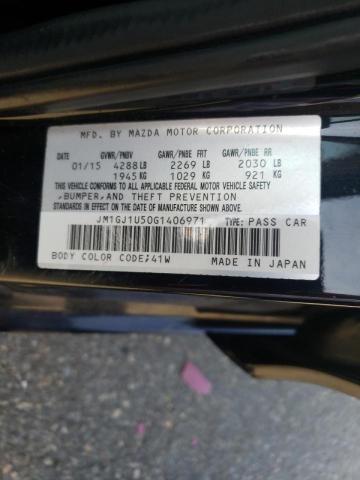 MFD. BY MAZDA MOTOR CORPORATION
GVWR/PNBV GAWR/PNBE FRT GAWR/PNBE RR
01/15 4288 LB 2269 LB 2030 LB
1945 KG 1029 KG 921 KG
THIS VEHICLE CONFORMS TO ALL APPLICABLE FEDERAL MOTOR VEHICLE SAFETY
,BUMPER,AND THEFT PREVENTION
STANDARDS IN EFFECT ON THE DATE OF MANUFACTURE SHOWN ABOVE.
JM1GJ1U50G1406971 TYPE: PASS CAR
BODY COLOR CODE;41W MADE IN JAPAN